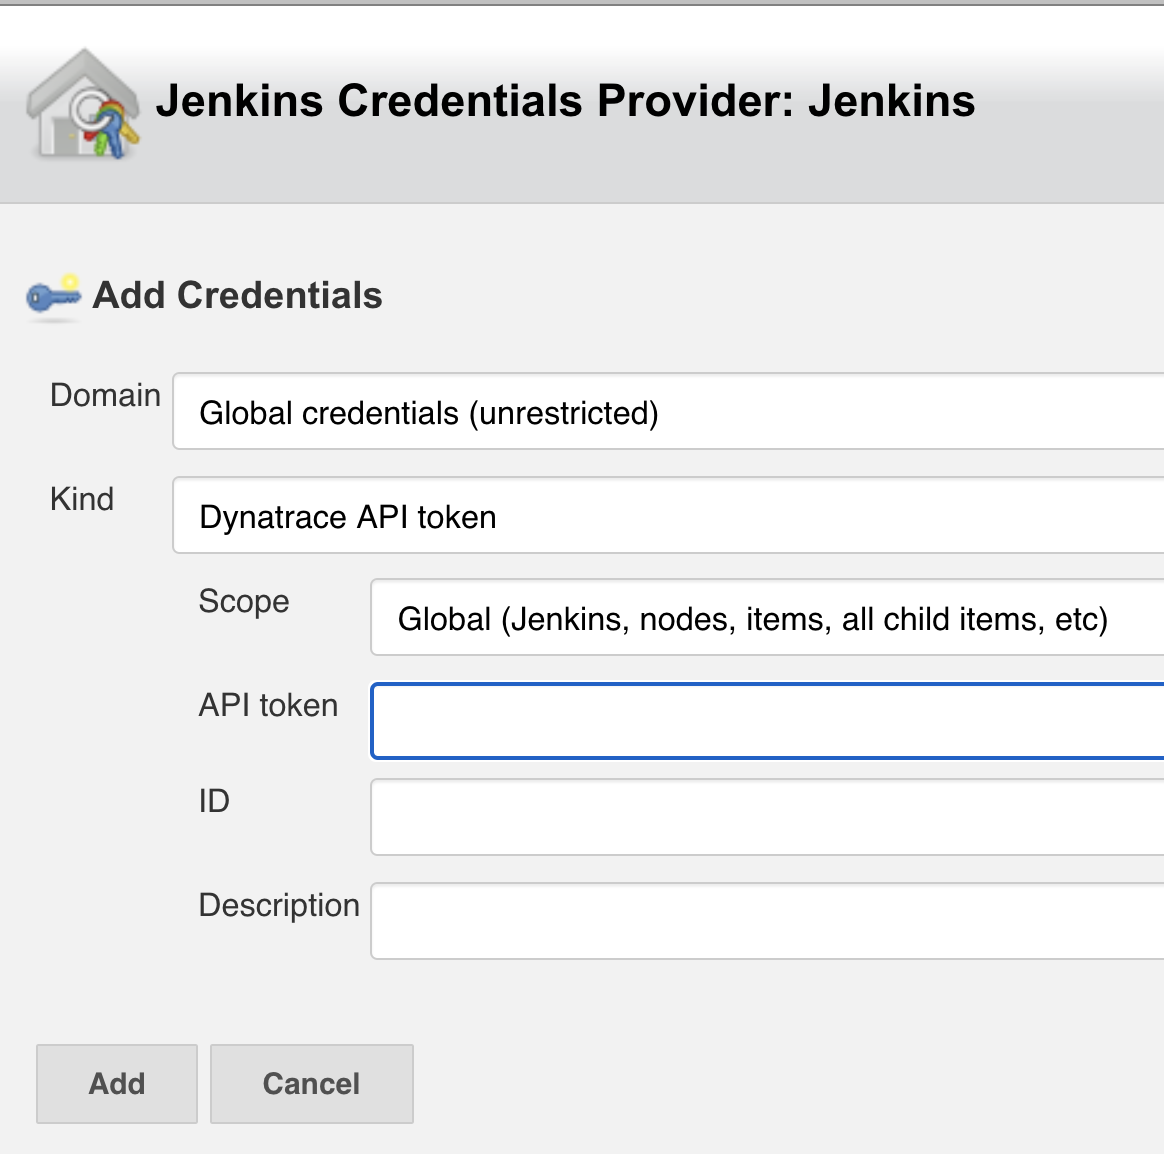 Jenkins Credentials Provider: Jenkins
Add Credentials
Domain
Global credentials (unrestricted)
Kind
Dynatrace API token
Scope
Global (Jenkins, nodes, items, all child items, etc)
API token
ID
Description
Add
Cancel